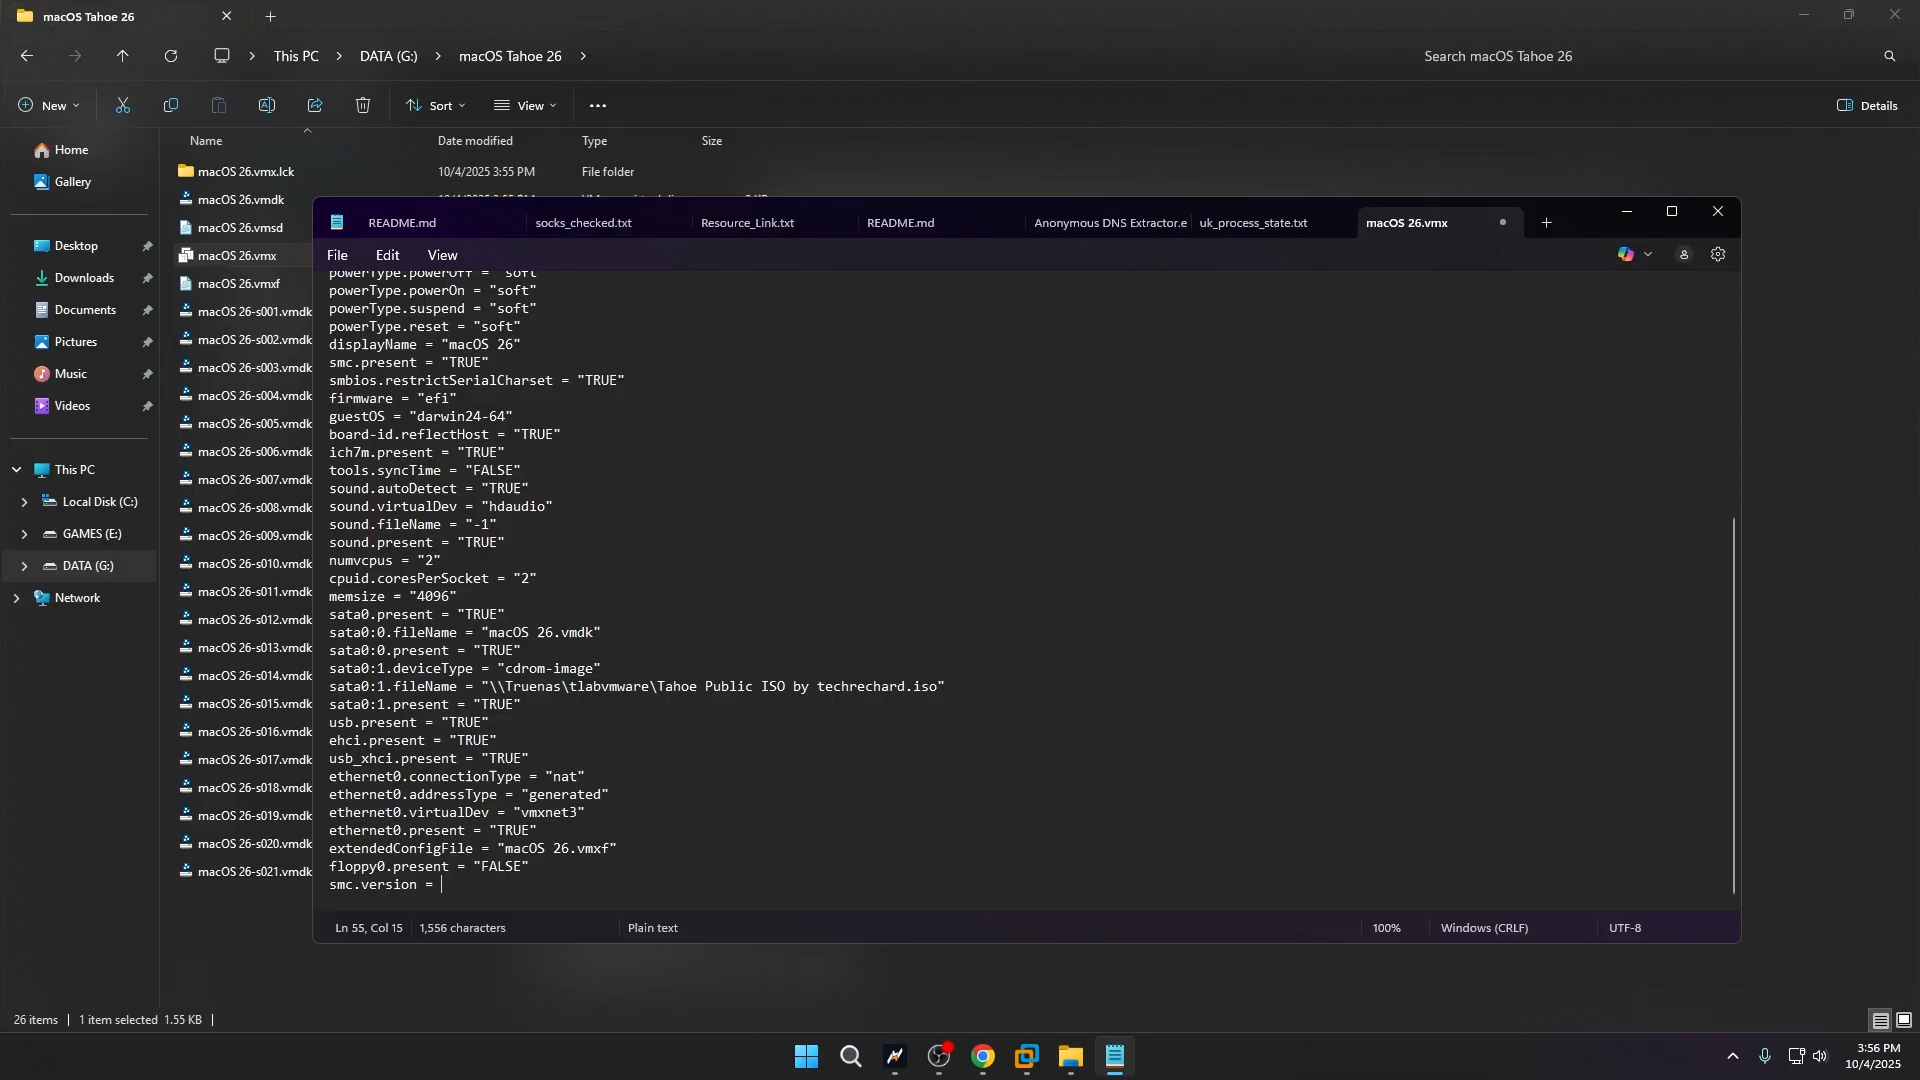 macOS Tahoe 26
This PC
DATA (G:)
macOS Tahoe 26
Search macOS Tahoe 26
New
Sort
View
Details
Name
Date modified
Type
Size
Home
Gallery
Desktop
Downloads
Documents
Pictures
Music
Videos
This PC
Local Disk (C:)
GAMES (E:)
DATA (G:)
Network
macOS 26.vmx.lck
10/4/2025 3:55 PM
File folder
macOS 26.vmdk
macOS 26.vmsd
macOS 26.vmx
macOS 26.vmxf
macOS 26-s001.vmdk
macOS 26-s002.vmdk
macOS 26-s003.vmdk
macOS 26-s004.vmdk
macOS 26-s005.vmdk
macOS 26-s006.vmdk
macOS 26-s007.vmdk
macOS 26-s008.vmdk
macOS 26-s009.vmdk
macOS 26-s010.vmdk
macOS 26-s011.vmdk
macOS 26-s012.vmdk
macOS 26-s013.vmdk
macOS 26-s014.vmdk
macOS 26-s015.vmdk
macOS 26-s016.vmdk
macOS 26-s017.vmdk
macOS 26-s018.vmdk
macOS 26-s019.vmdk
macOS 26-s020.vmdk
macOS 26-s021.vmdk
README.md
socks_checked.txt
Resource_Link.txt
README.md
Anonymous DNS Extractor.e
uk_process_state.txt
macOS 26.vmx
File
Edit
View
powerType.powerOff = "soft"
powerType.powerOn = "soft"
powerType.suspend = "soft"
powerType.reset = "soft"
displayName = "macOS 26"
smc.present = "TRUE"
smbios.restrictSerialCharset = "TRUE"
firmware = "efi"
guestOS = "darwin24-64"
board-id.reflectHost = "TRUE"
ich7m.present = "TRUE"
tools.syncTime = "FALSE"
sound.autoDetect = "TRUE"
sound.virtualDev = "hdaudio"
sound.fileName = "-1"
sound.present = "TRUE"
numvcpus = "2"
cpuid.coresPerSocket = "2"
memsize = "4096"
sata0.present = "TRUE"
sata0:0.fileName = "macOS 26.vmdk"
sata0:0.present = "TRUE"
sata0:1.deviceType = "cdrom-image"
sata0:1.fileName = "\\Truenas\tlabvmware\Tahoe Public ISO by techrechard.iso"
sata0:1.present = "TRUE"
usb.present = "TRUE"
ehci.present = "TRUE"
usb_xhci.present = "TRUE"
ethernet0.connectionType = "nat"
ethernet0.addressType = "generated"
ethernet0.virtualDev = "vmxnet3"
ethernet0.present = "TRUE"
extendedConfigFile = "macOS 26.vmxf"
floppy0.present = "FALSE"
smc.version =
Ln 55, Col 15
1,556 characters
Plain text
100%
Windows (CRLF)
UTF-8
26 items
1 item selected 1.55 KB
3:56 PM
10/4/2025